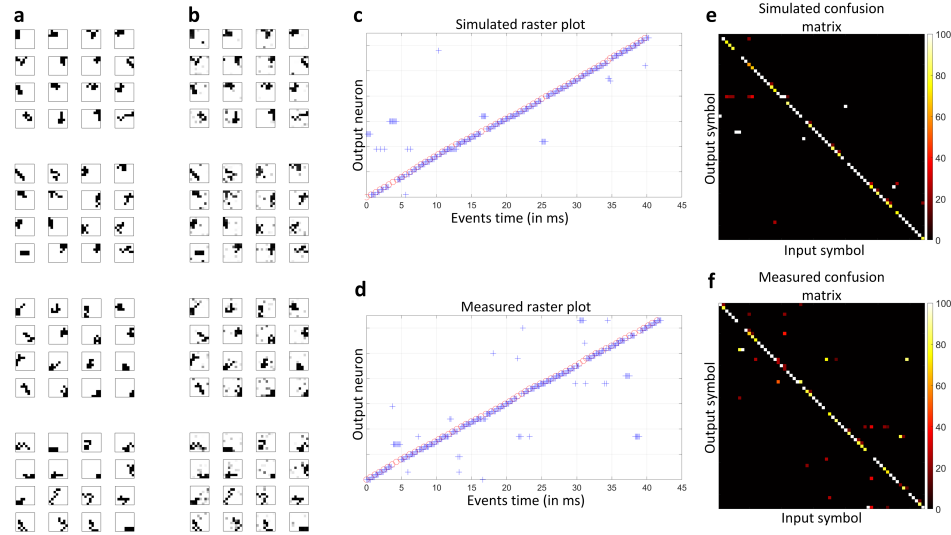 a
b
c
Simulated raster plot
Output neuron
0 5 10 15 20 25 30 35 40 45
Events time (in ms)
d
Measured raster plot
Output neuron
0 5 10 15 20 25 30 35 40 45
Events time (in ms)
e
Simulated confusion
matrix
Output symbol
Input symbol
100
80
60
40
20
0
f
Measured confusion
matrix
Output symbol
Input symbol
100
80
60
40
20
0